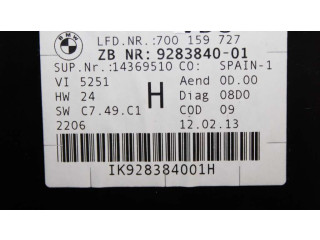 BMW
LFD.NR.:700 159 727
ZB NR: 9283840-01
SUP.Nr.:14369510 CO: SPAIN-1
VI 5251 Aend 0D.00
HW 24 H Diag 08D0
SW C7.49.C1 COD 09
2206 12.02.13
IK928384001H